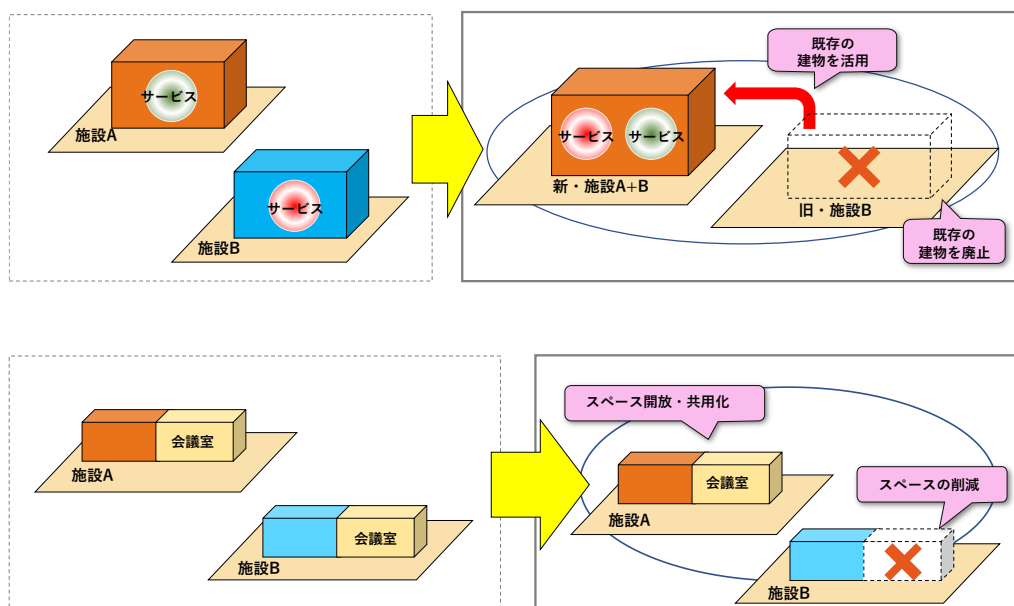 サービス
施設A
サービス
施設B
既存の
建物を活用
サービス
サービス
新・施設A+B
旧・施設B
既存の
建物を廃止
会議室
施設A
会議室
施設B
スペース開放・共用化
会議室
施設A
スペースの削減
施設B